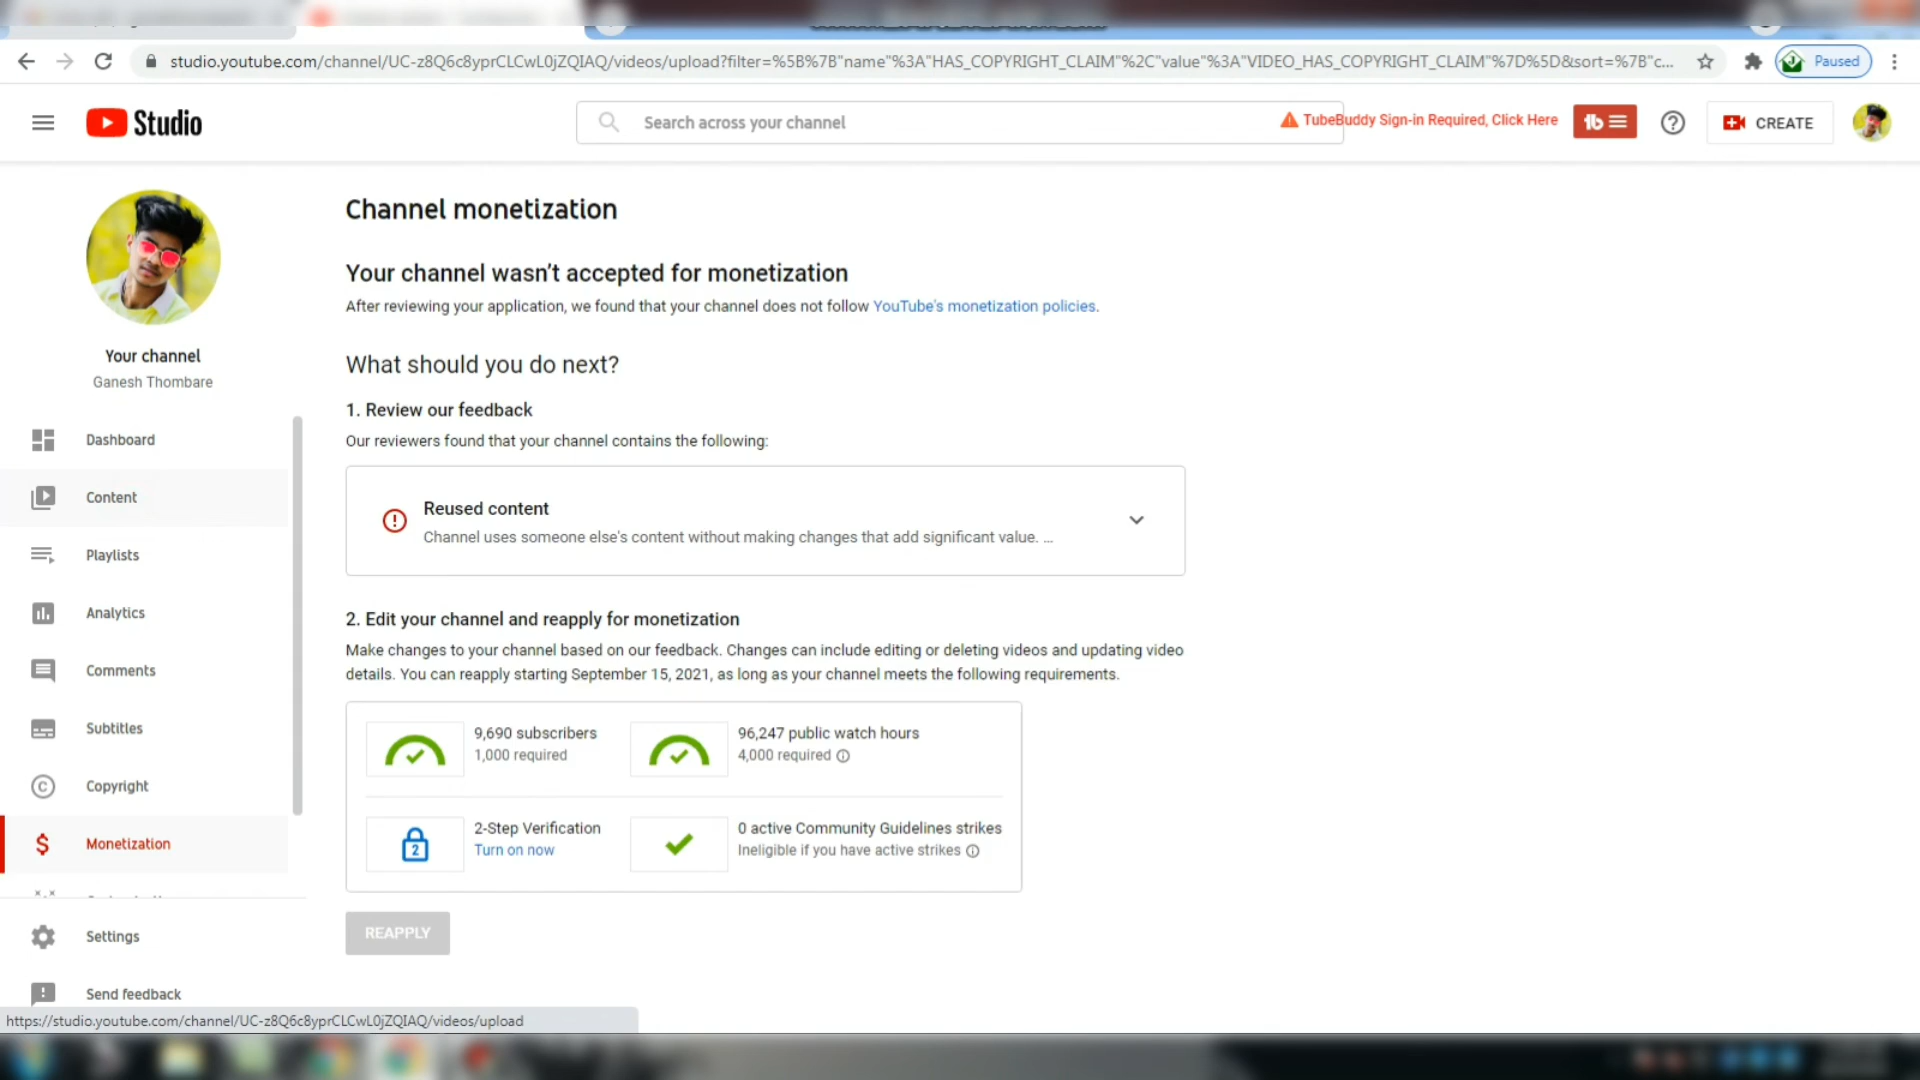 studio.youtube.com/channel/UC-z8Q6c8yprCLCwL0jZQIAQ/videos/upload?filter=%5B%7B"name"%3A"HAS_COPYRIGHT_CLAIM"%2C"value"%3A"VIDEO_HAS_COPYRIGHT_CLAIM"%7D%5D&sort=%7B"c...
Paused
Studio
Search across your channel
TubeBuddy Sign-in Required, Click Here
CREATE
Your channel
Ganesh Thombare
Dashboard
Content
Playlists
Analytics
Comments
Subtitles
Copyright
Monetization
Settings
Send feedback
Channel monetization
Your channel wasn’t accepted for monetization
After reviewing your application, we found that your channel does not follow YouTube's monetization policies.
What should you do next?
1. Review our feedback
Our reviewers found that your channel contains the following:
Reused content
Channel uses someone else's content without making changes that add significant value. ...
2. Edit your channel and reapply for monetization
Make changes to your channel based on our feedback. Changes can include editing or deleting videos and updating video
details. You can reapply starting September 15, 2021, as long as your channel meets the following requirements.
9,690 subscribers
1,000 required
96,247 public watch hours
4,000 required
2
2-Step Verification
Turn on now
0 active Community Guidelines strikes
Ineligible if you have active strikes
REAPPLY
https://studio.youtube.com/channel/UC-z8Q6c8yprCLCwL0jZQIAQ/videos/upload